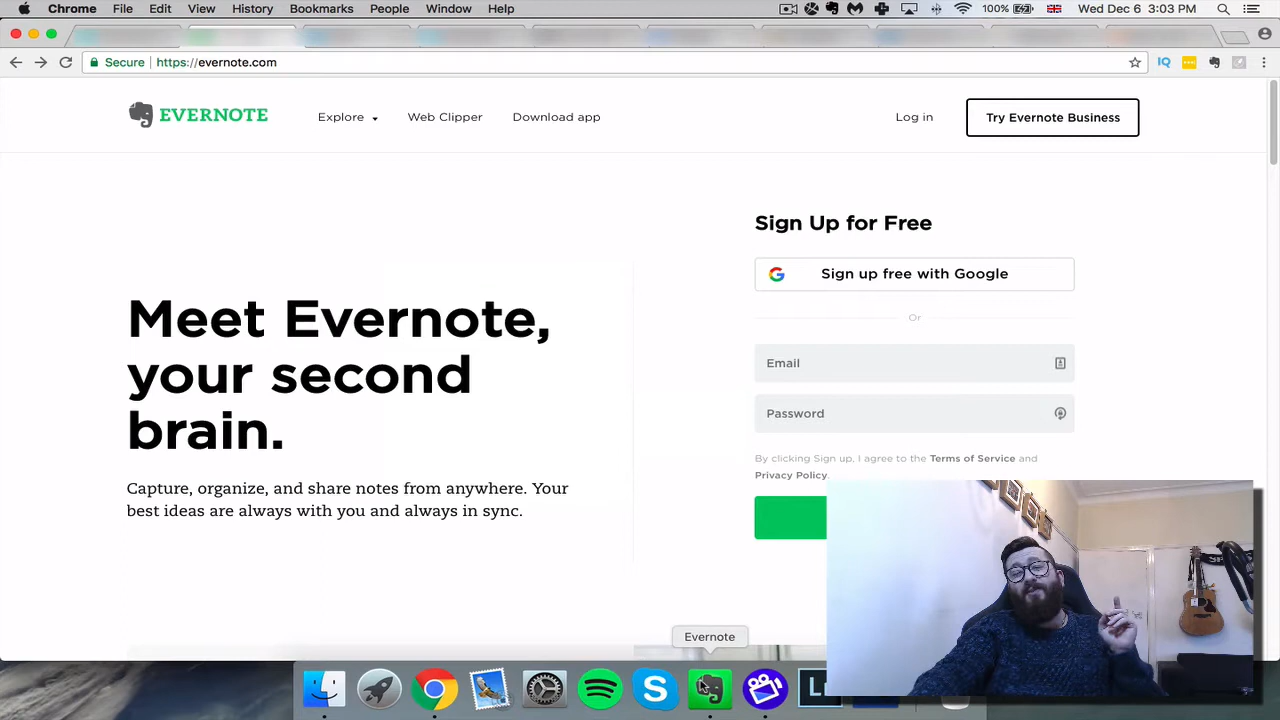 Chrome File Edit View History Bookmarks People Window Help
100% Wed Dec 6 3:03 PM
Secure https://evernote.com
IQ
EVERNOTE
Explore
Web Clipper
Download app
Log in
Try Evernote Business
Meet Evernote,
your second
brain.
Capture, organize, and share notes from anywhere. Your
best ideas are always with you and always in sync.
Sign Up for Free
Sign up free with Google
Or
Email
Password
By clicking Sign up, I agree to the Terms of Service and
Privacy Policy.
Evernote